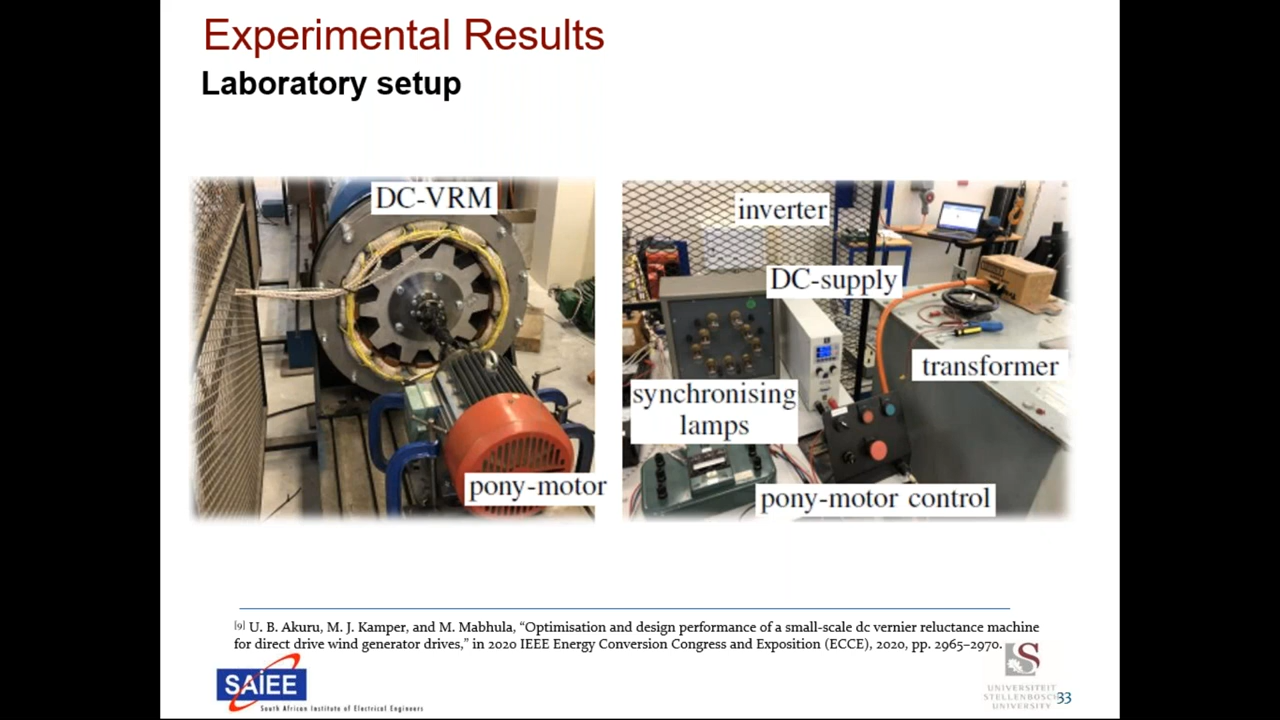 Experimental Results
Laboratory setup
DC-VRM
pony-motor
inverter
DC-supply
transformer
synchronising
lamps
pony-motor control
[9] U. B. Akuru, M. J. Kamper, and M. Mabhula, “Optimisation and design performance of a small-scale dc vernier reluctance machine
for direct drive wind generator drives,” in 2020 IEEE Energy Conversion Congress and Exposition (ECCE), 2020, pp. 2965–2970.
SAIEE
South African Institute of Electrical Engineers
UNIVERSITEIT
STELLENBOSCH
UNIVERSITY
33